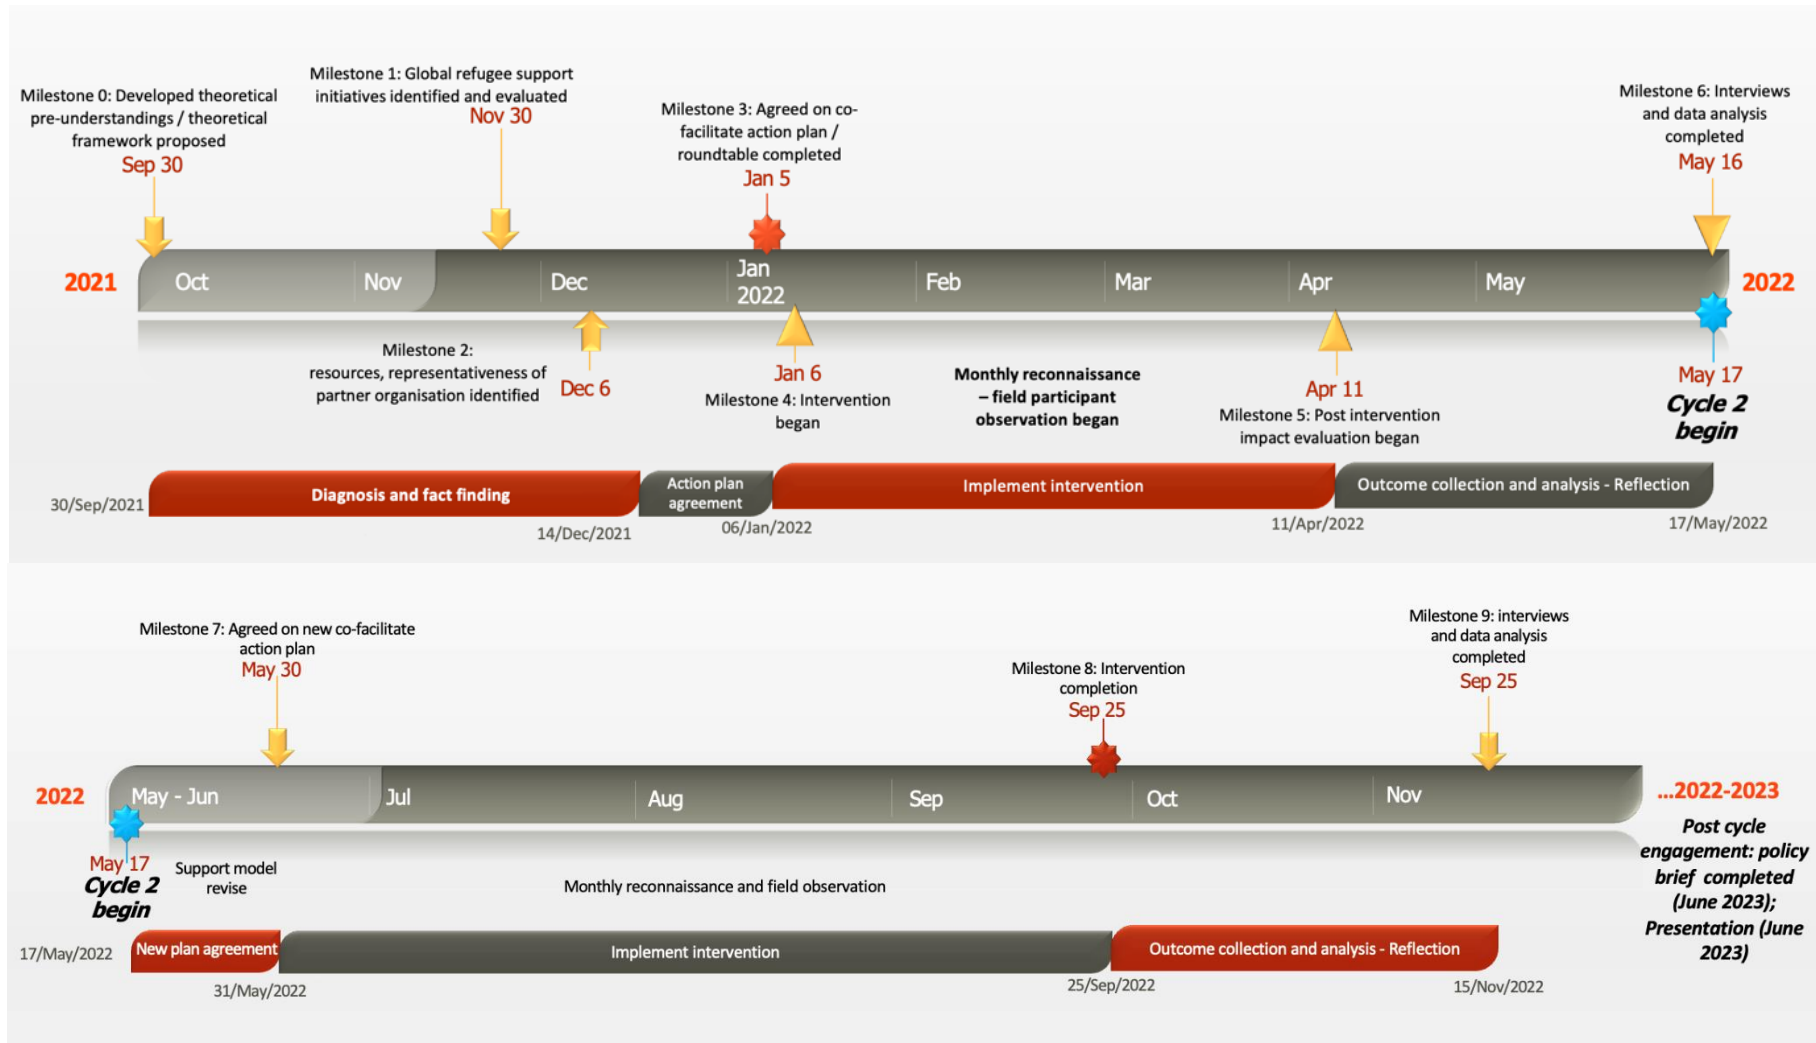 Milestone 0: Developed theoretical
pre-understandings / theoretical
framework proposed
Sep 30
Milestone 1: Global refugee support
initiatives identified and evaluated
Nov 30
Milestone 3: Agreed on co-
facilitate action plan /
roundtable completed
Jan 5
Milestone 6: Interviews
and data analysis
completed
May 16
2021
Oct
Nov
Dec
Jan
2022
Feb
Mar
Apr
May
2022
Milestone 2:
resources, representativeness of
partner organisation identified
Dec 6
Jan 6
Milestone 4: Intervention
began
Monthly reconnaissance
– field participant
observation began
Apr 11
Milestone 5: Post intervention
impact evaluation began
May 17
Cycle 2
begin
30/Sep/2021
Diagnosis and fact finding
14/Dec/2021
Action plan
agreement
06/Jan/2022
Implement intervention
11/Apr/2022
Outcome collection and analysis - Reflection
17/May/2022
Milestone 7: Agreed on new co-facilitate
action plan
May 30
Milestone 8: Intervention
completion
Sep 25
Milestone 9: interviews
and data analysis
completed
Sep 25
2022
May - Jun
Jul
Aug
Sep
Oct
Nov
...2022-2023
Post cycle
engagement: policy
brief completed
(June 2023);
Presentation (June
2023)
May 17
Cycle 2
begin
Support model
revise
Monthly reconnaissance and field observation
17/May/2022
New plan agreement
31/May/2022
Implement intervention
25/Sep/2022
Outcome collection and analysis - Reflection
15/Nov/2022